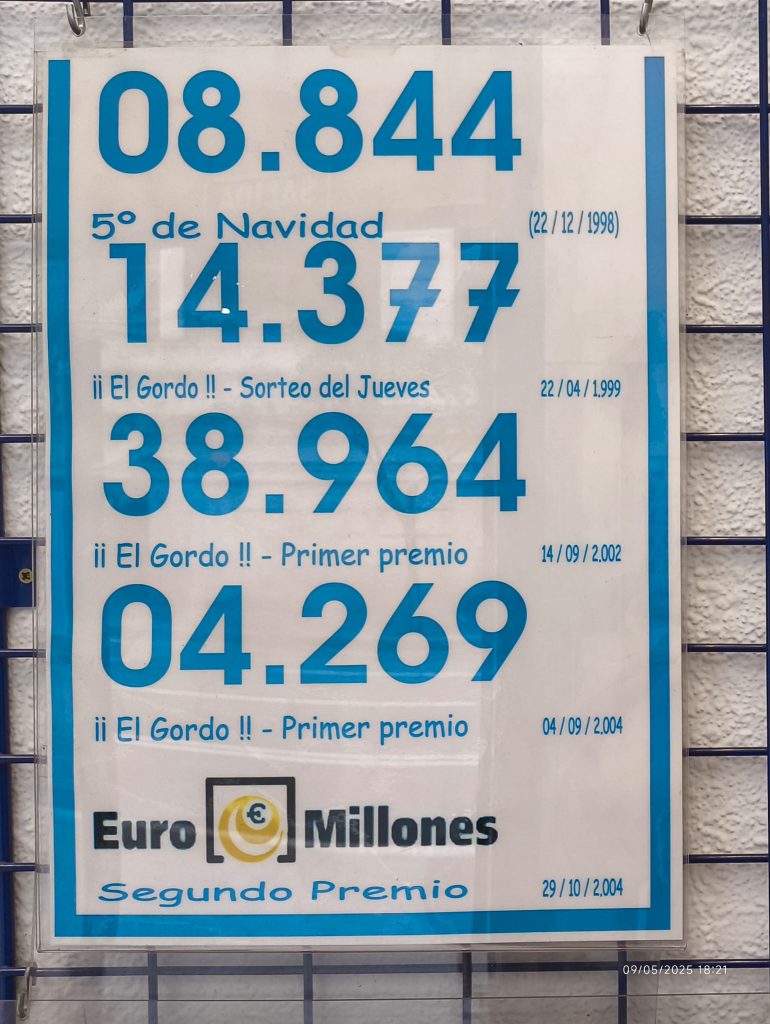 08.844
5º de Navidad (22 / 12 / 1998)
14.377
¡¡ El Gordo !! - Sorteo del Jueves 22 / 04 / 1.999
38.964
¡¡ El Gordo !! - Primer premio 14 / 09 / 2.002
04.269
¡¡ El Gordo !! - Primer premio 04 / 09 / 2.004
Euro € Millones
Segundo Premio 29 / 10 / 2.004
09/05/2025 18:21